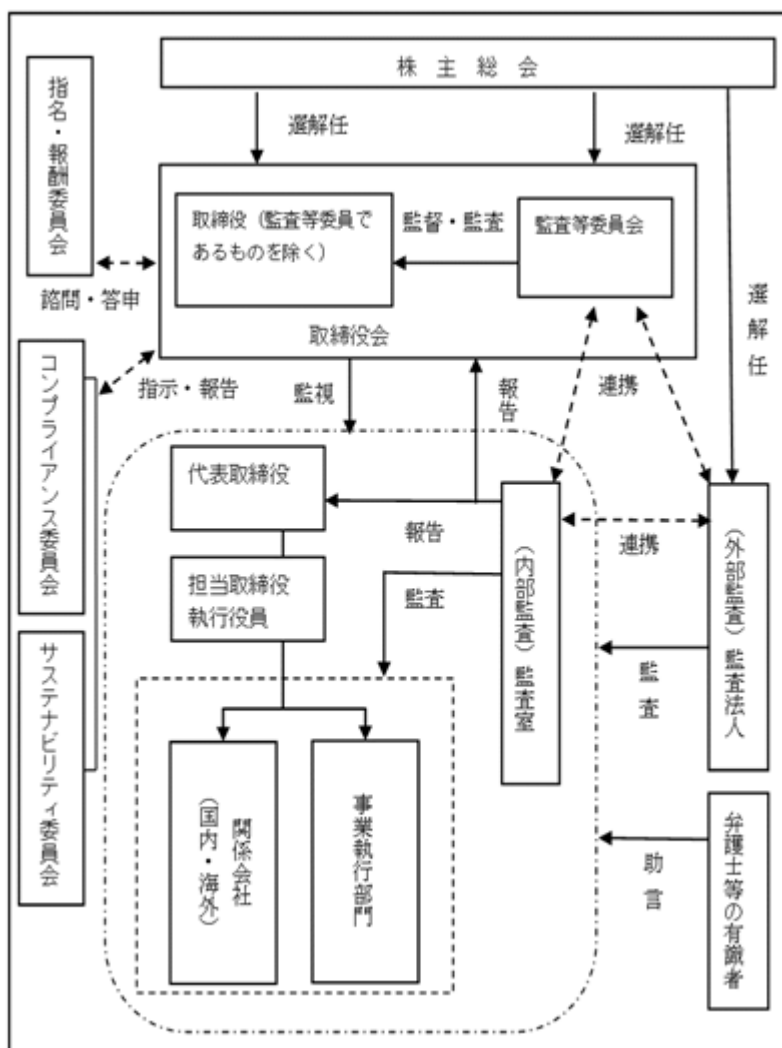 株主総会
指名・報酬委員会
選解任
選解任
取締役（監査等委員で
あるものを除く）
監督・監査
監査等委員会
諮問・答申
選解任
取締役会
コンプライアンス委員会
指示・報告
監視
報告
連携
代表取締役
報告
（内部監査）監査室
連携
（外部監査）監査法人
担当取締役
執行役員
監査
監査
サステナビリティ委員会
関係会社
（国内・海外）
事業執行部門
助言
弁護士等の有識者